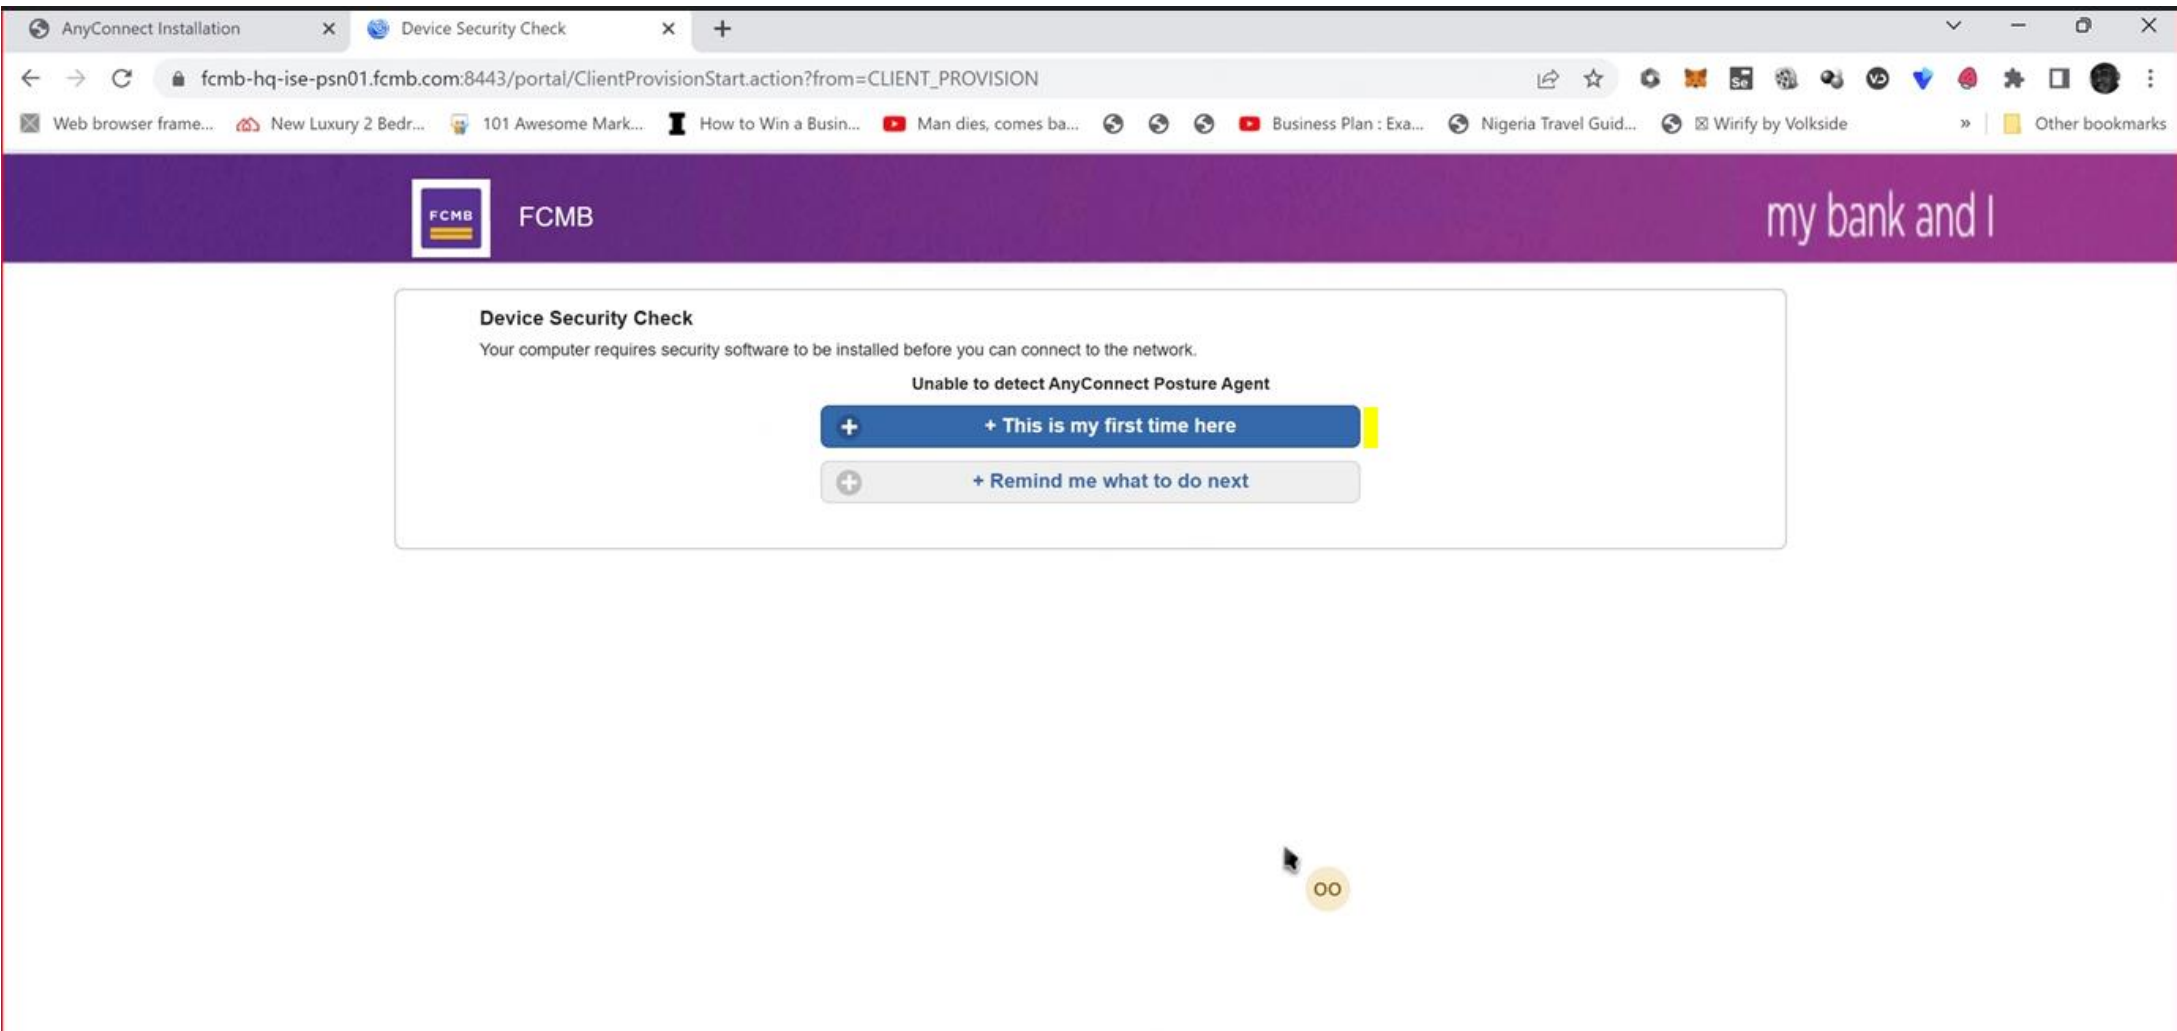 AnyConnect Installation
Device Security Check
fcmb-hq-ise-psn01.fcmb.com:8443/portal/ClientProvisionStart.action?from=CLIENT_PROVISION
Se
VD
Web browser frame...
New Luxury 2 Bedr...
101 Awesome Mark...
How to Win a Busin...
Man dies, comes ba...
Business Plan : Exa...
Nigeria Travel Guid...
Wirify by Volkside
»
Other bookmarks
FCMB
FCMB
my bank and I
Device Security Check
Your computer requires security software to be installed before you can connect to the network.
Unable to detect AnyConnect Posture Agent
+ This is my first time here
+ Remind me what to do next
OO